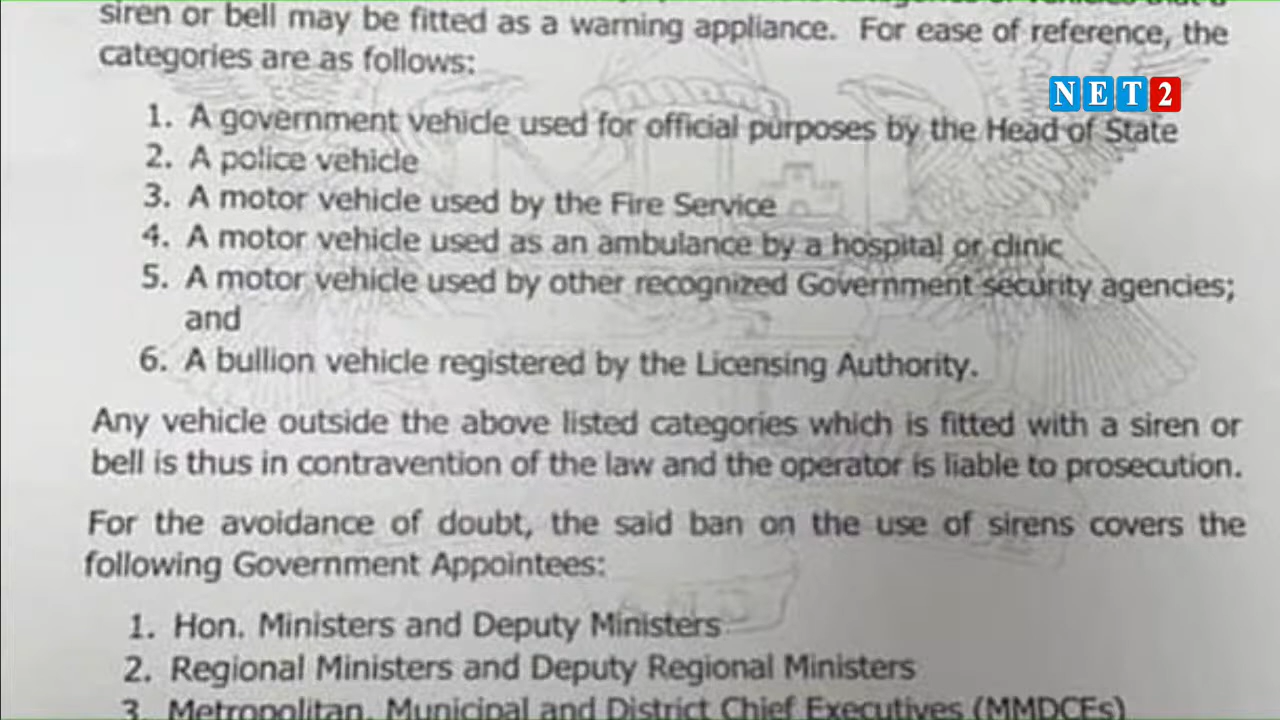 siren or bell may be fitted as a warning appliance. For ease of reference, the
categories are as follows:
NET2
1. A government vehicle used for official purposes by the Head of State
2. A police vehicle
3. A motor vehicle used by the Fire Service
4. A motor vehicle used as an ambulance by a hospital or clinic
5. A motor vehicle used by other recognized Government security agencies;
and
6. A bullion vehicle registered by the Licensing Authority.
Any vehicle outside the above listed categories which is fitted with a siren or
bell is thus in contravention of the law and the operator is liable to prosecution.
For the avoidance of doubt, the said ban on the use of sirens covers the
following Government Appointees:
1. Hon. Ministers and Deputy Ministers
2. Regional Ministers and Deputy Regional Ministers
3. Metropolitan, Municipal and District Chief Executives (MMDCEs)